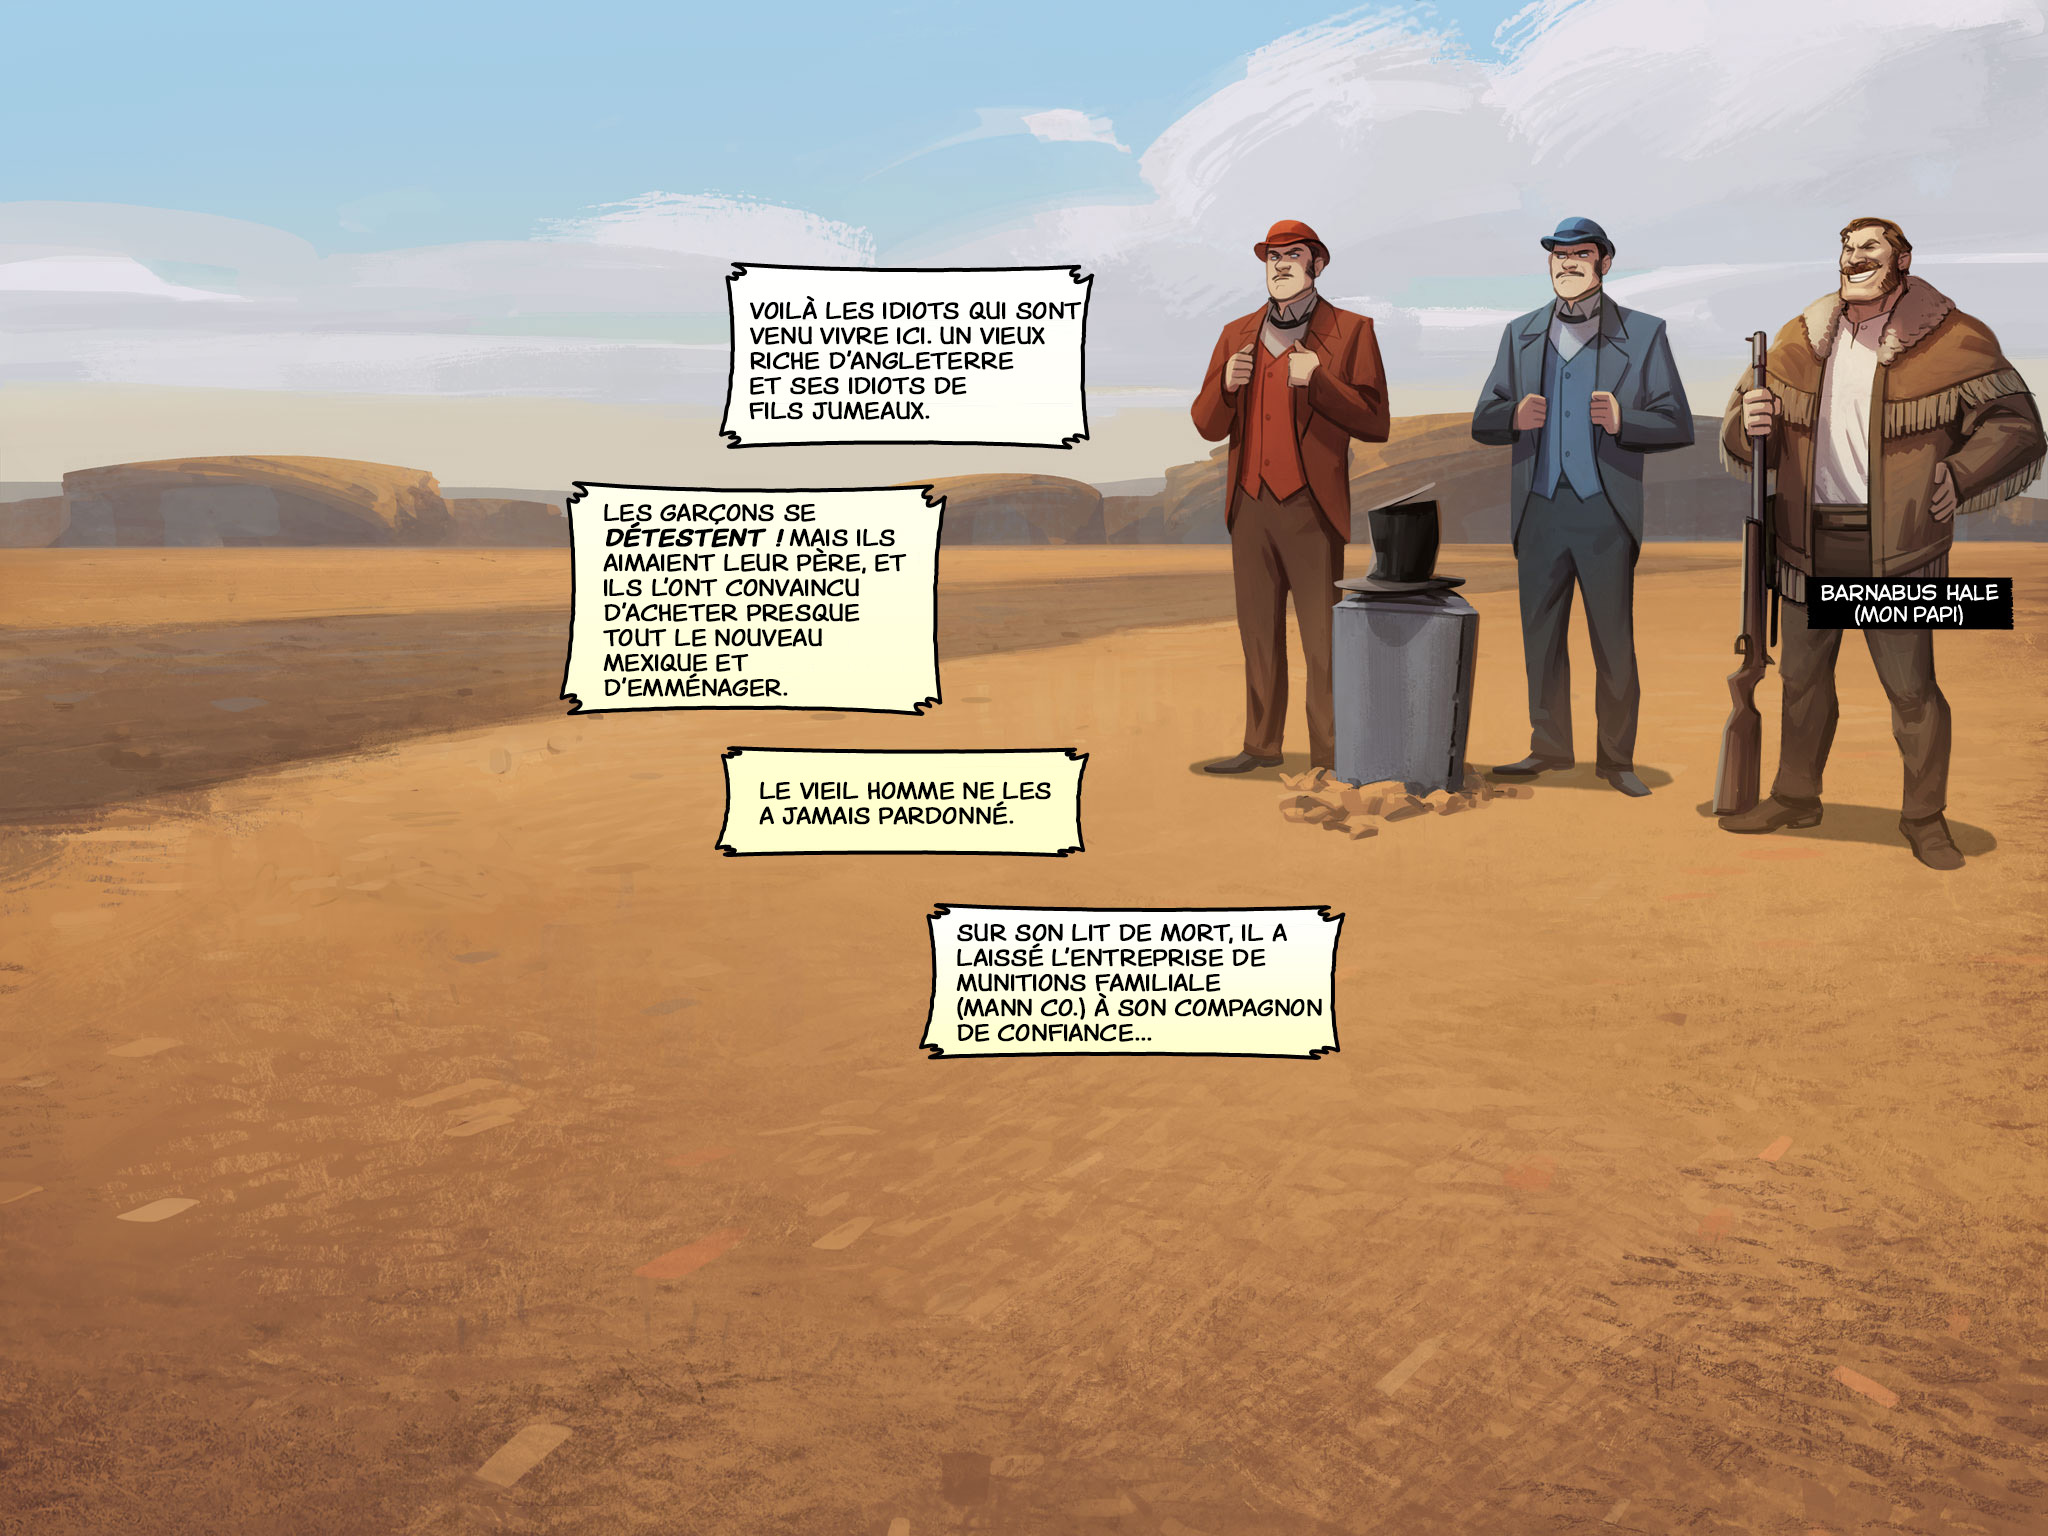 VOILÀ LES IDIOTS QUI SONT
VENU VIVRE ICI. UN VIEUX
RICHE D'ANGLETERRE
ET SES IDIOTS DE
FILS JUMEAUX.
LES GARÇONS SE
DÉTESTENT ! MAIS ILS
AIMAIENT LEUR PÈRE, ET
ILS L'ONT CONVAINCU
D'ACHETER PRESQUE
TOUT LE NOUVEAU
MEXIQUE ET
D'EMMÉNAGER.
LE VIEIL HOMME NE LES
A JAMAIS PARDONNÉ.
SUR SON LIT DE MORT, IL A
LAISSÉ L'ENTREPRISE DE
MUNITIONS FAMILIALE
(MANN CO.) À SON COMPAGNON
DE CONFIANCE...
BARNABUS HALE
(MON PAPI)